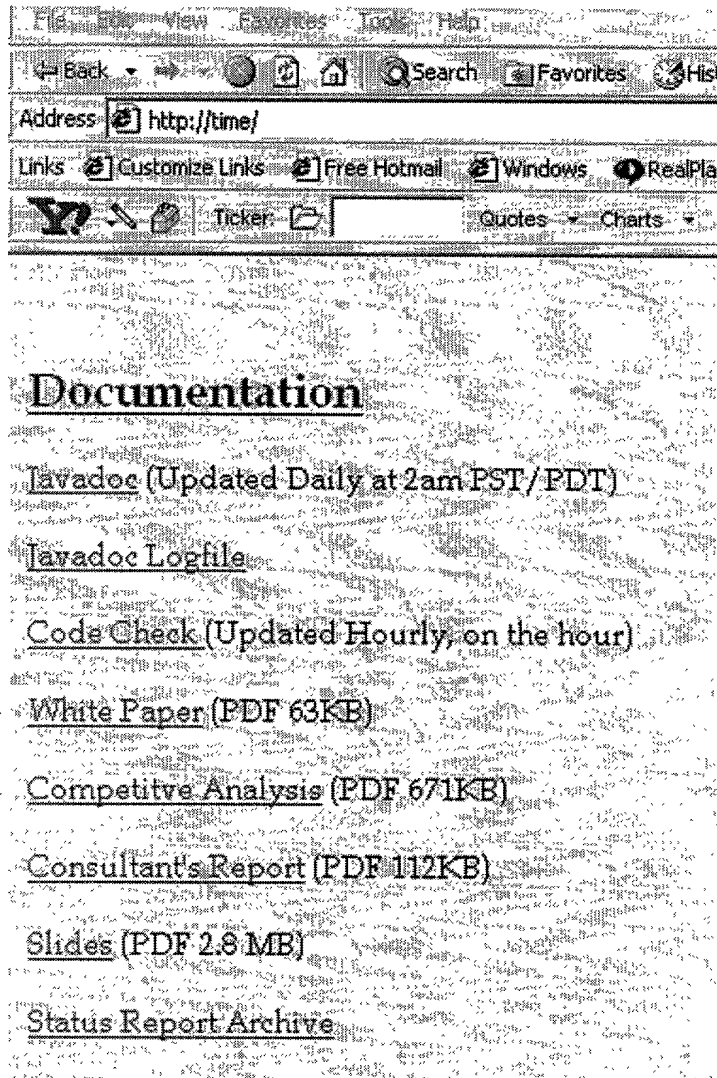 File Edit View Favorites Tools Help
Back Search Favorites His
Address http://time/
Links Customize Links Free Hotmail Windows RealPla
Y? Ticker: Quotes Charts
Documentation
Javadoc (Updated Daily at 2am PST/PDT)
Javadoc Logfile
Code Check (Updated Hourly, on the hour)
White Paper (PDF 63KB)
Competitve Analysis (PDF 671KB)
Consultant's Report (PDF 112KB)
Slides (PDF 2.8 MB)
Status Report Archive